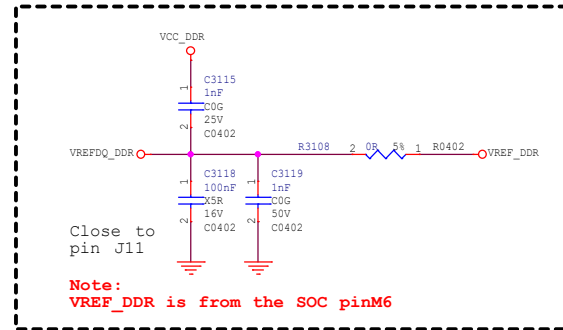 VCC_DDR
1
C3115
1nF
C0G
25V
2
C0402
VREFDQ_DDR
R3108
2
0R
5%
1
R0402
VREF_DDR
1
C3118
100nF
X5R
16V
2
C0402
1
C3119
1nF
C0G
50V
2
C0402
Close to
pin J11
Note:
VREF_DDR is from the SOC pinM6